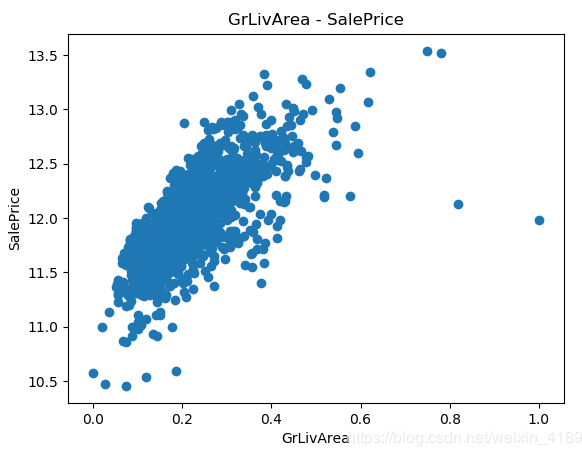 GrLivArea - SalePrice
13.5
13.0
12.5
12.0
11.5
11.0
10.5
SalePrice
0.0 0.2 0.4 0.6 0.8 1.0
GrLivArea
https://blog.csdn.net/weixin_4189